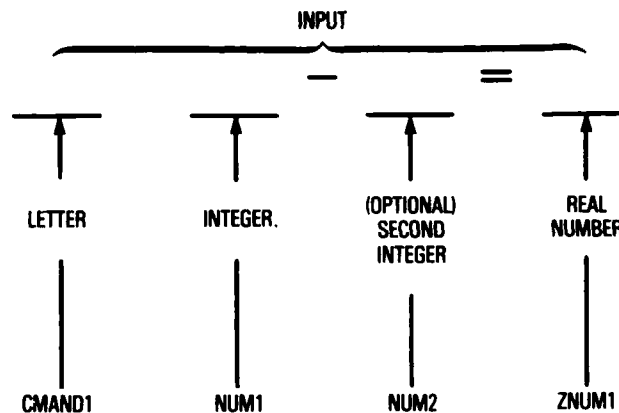 INPUT
– =
LETTER
INTEGER.
(OPTIONAL)
SECOND
INTEGER
REAL
NUMBER
CMAND1
NUM1
NUM2
ZNUM1